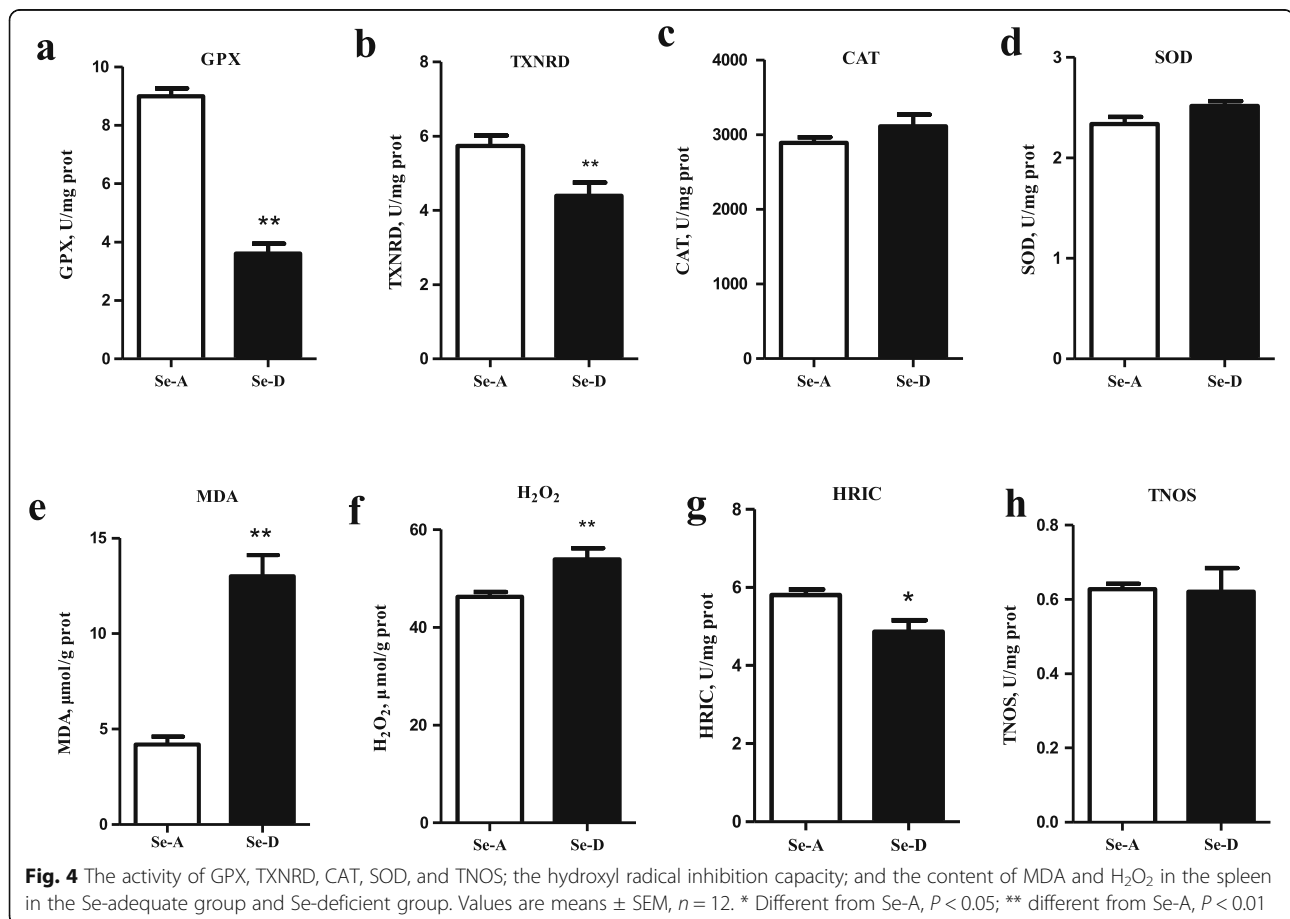 a
GPX
GPX, U/mg prot
10
8
6
4
2
0
**
Se-A Se-D
b
TXNRD
TXNRD, U/mg prot
8
6
4
2
0
**
Se-A Se-D
c
CAT
CAT, U/mg prot
4000
3000
2000
1000
0
Se-A Se-D
d
SOD
SOD, U/mg prot
3
2
1
0
Se-A Se-D
e
MDA
MDA, μmol/g prot
15
10
5
0
**
Se-A Se-D
f
H₂O₂
H₂O₂, μmol/g prot
60
40
20
0
**
Se-A Se-D
g
HRIC
HRIC, U/mg prot
8
6
4
2
0
*
Se-A Se-D
h
TNOS
TNOS, U/mg prot
0.8
0.6
0.4
0.2
0.0
Se-A Se-D
Fig. 4 The activity of GPX, TXNRD, CAT, SOD, and TNOS; the hydroxyl radical inhibition capacity; and the content of MDA and H₂O₂ in the spleen
in the Se-adequate group and Se-deficient group. Values are means ± SEM, n = 12. * Different from Se-A, P < 0.05; ** different from Se-A, P < 0.01